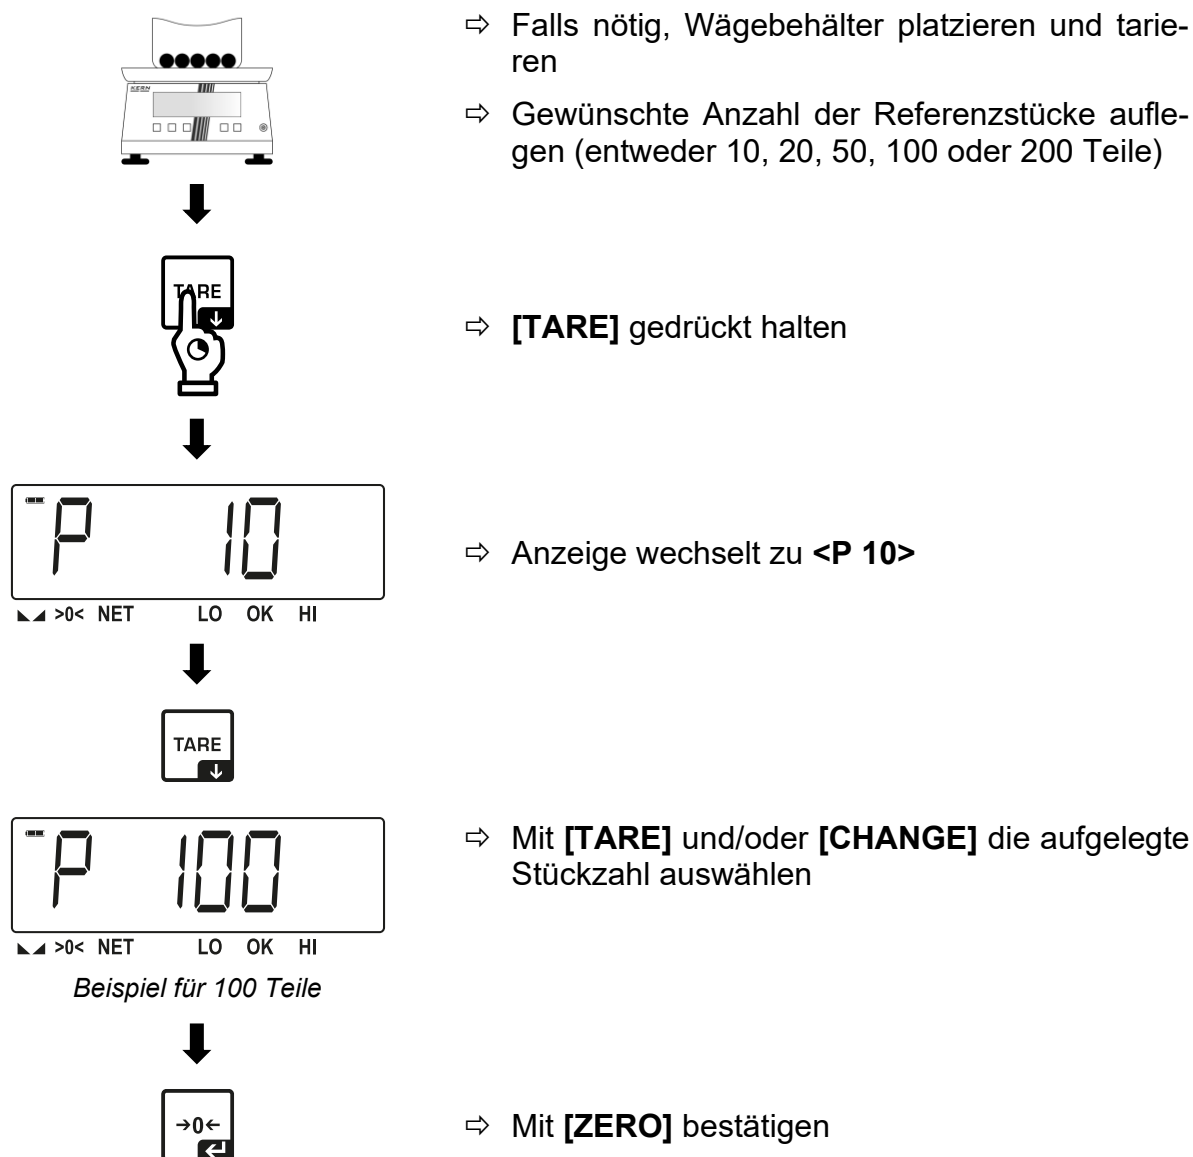 ⇨ Falls nötig, Wägebehälter platzieren und tarie-
ren
KERN
⇨ Gewünschte Anzahl der Referenzstücke aufle-
gen (entweder 10, 20, 50, 100 oder 200 Teile)
TARE
⇨ [TARE] gedrückt halten
P 10
⇨ Anzeige wechselt zu <P 10>
>0< NET LO OK HI
TARE
P 100
⇨ Mit [TARE] und/oder [CHANGE] die aufgelegte
Stückzahl auswählen
>0< NET LO OK HI
Beispiel für 100 Teile
→0←
⇨ Mit [ZERO] bestätigen